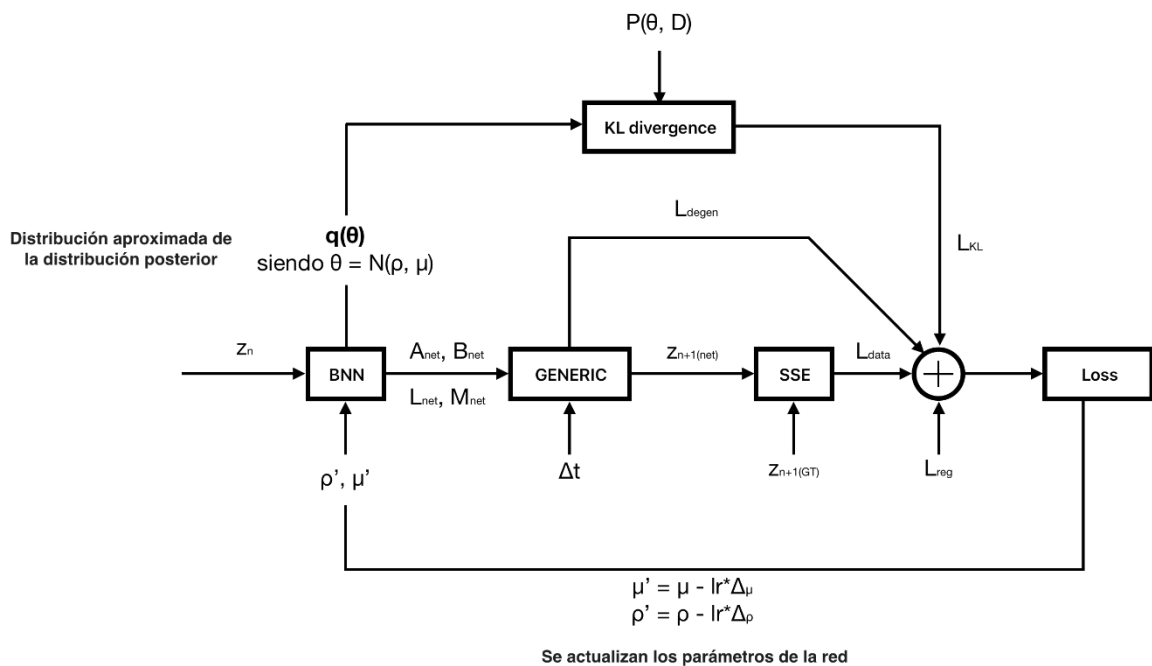 P(θ, D)
KL divergence
L_degen
Distribución aproximada de
la distribución posterior
q(θ)
siendo θ = N(ρ, μ)
L_KL
z_n
BNN
A_net, B_net
L_net, M_net
GENERIC
z_n+1(net)
SSE
L_data
+
Loss
ρ', μ'
Δt
z_n+1(GT)
L_reg
μ' = μ - lr*Δ_μ
ρ' = ρ - lr*Δ_ρ
Se actualizan los parámetros de la red